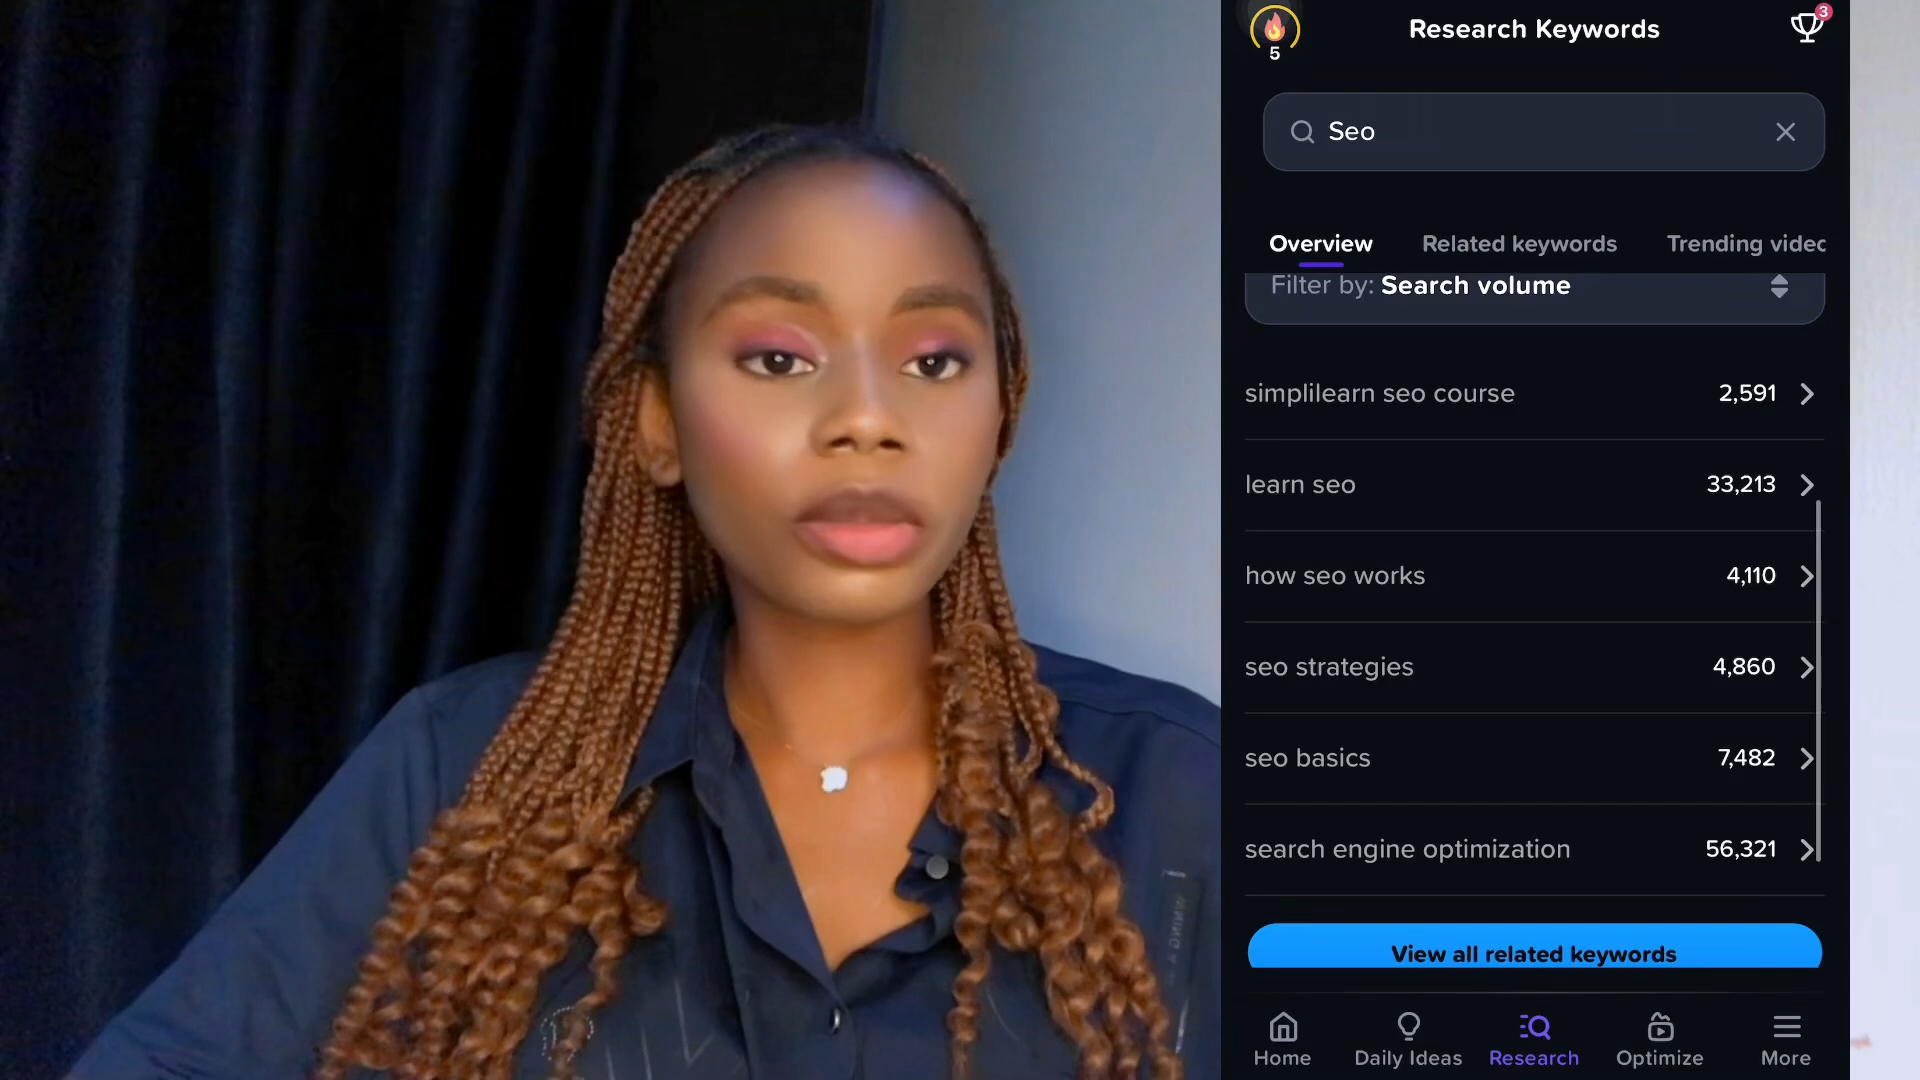 5
Research Keywords
3
Seo
Overview Related keywords Trending videc
Filter by: Search volume
simplilearn seo course 2,591
learn seo 33,213
how seo works 4,110
seo strategies 4,860
seo basics 7,482
search engine optimization 56,321
View all related keywords
Home Daily Ideas Research Optimize More